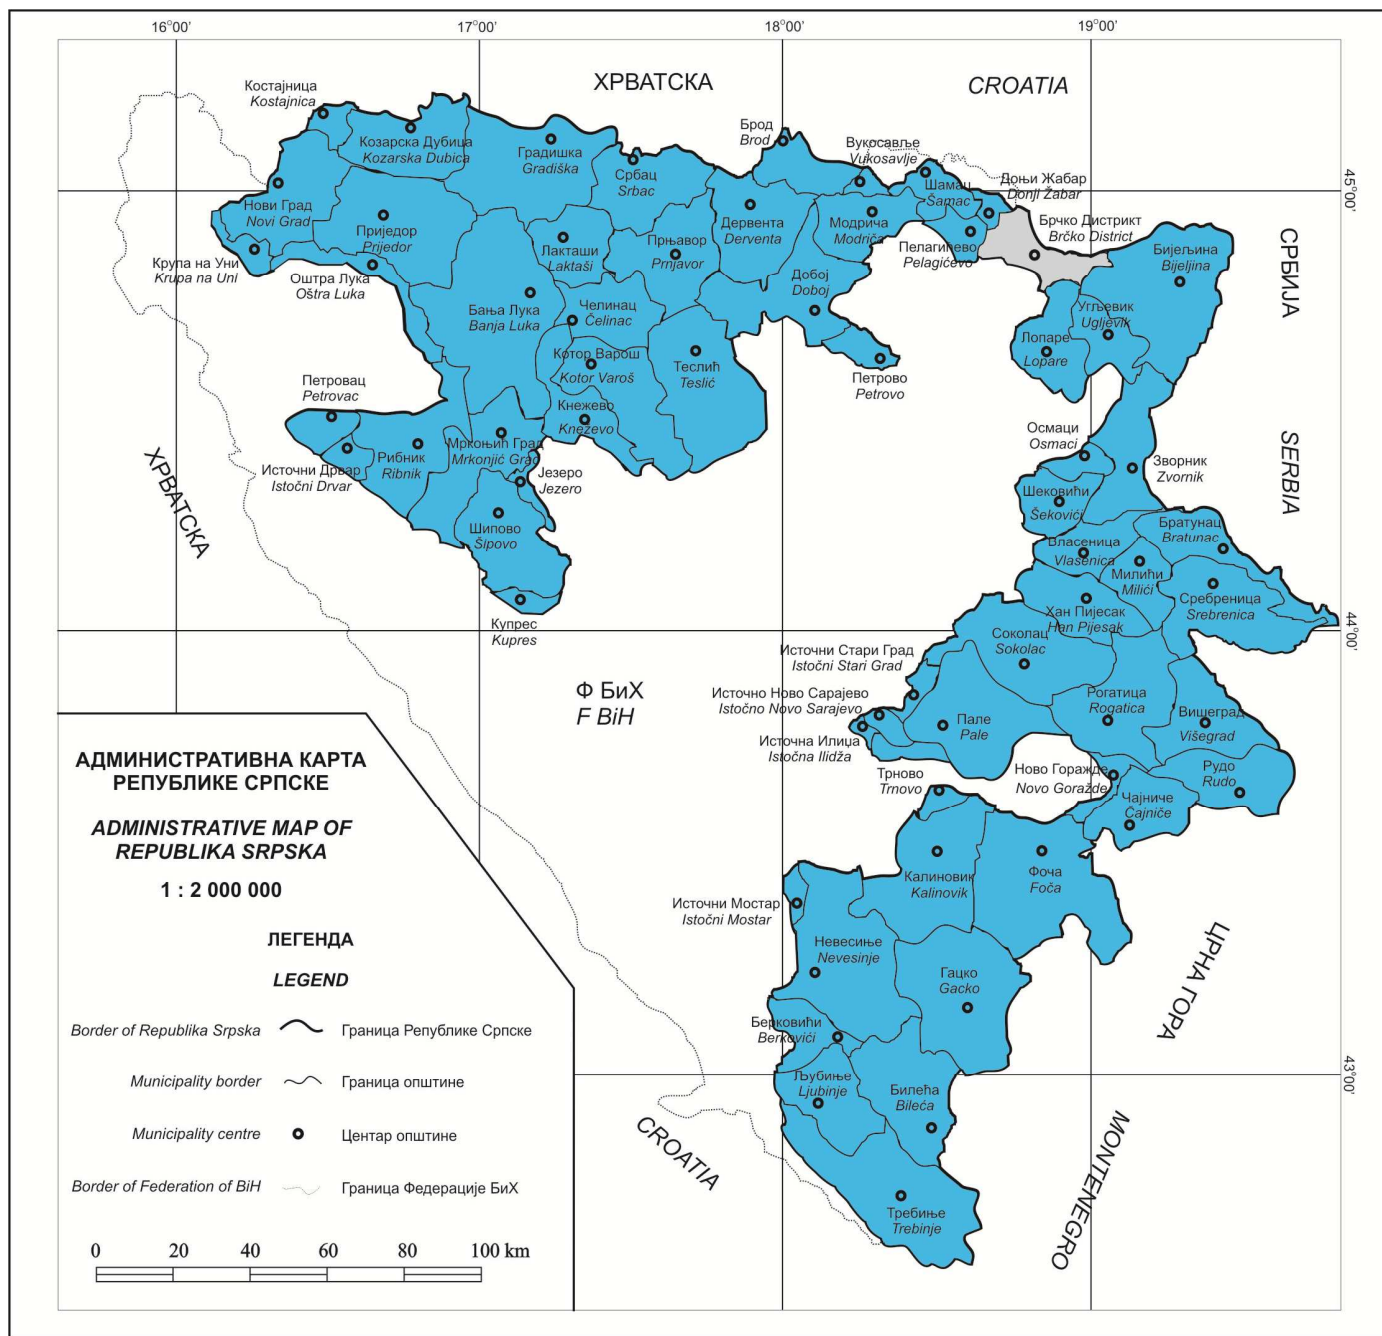 16°00'
17°00'
18°00'
19°00'
ХРВАТСКА
CROATIA
Костајница
Kostajnica
Козарска Дубица
Kozarska Dubica
Градишка
Gradiška
Србац
Srbac
Брод
Brod
Вукосавље
Vukosavlje
Шамац
Šamac
Доњи Жабар
Donji Žabar
Брчко Дистрикт
Brčko District
45°00'
Нови Град
Novi Grad
Приједор
Prijedor
Лакташи
Laktaši
Прњавор
Prnjavor
Дервента
Derventa
Модрича
Modriča
Пелагићево
Pelagićevo
Бијељина
Bijeljina
СРБИЈА
Крупа на Уни
Krupa na Uni
Оштра Лука
Oštra Luka
Бања Лука
Banja Luka
Челинац
Čelinac
Добој
Doboj
Угљевик
Ugljevik
Лопаре
Lopare
Котор Варош
Kotor Varoš
Теслић
Teslić
Петрово
Petrovo
Петровац
Petrovac
Кнежево
Kneževo
Осмаци
Osmaci
SERBIA
Источни Дрвар
Istočni Drvar
Рибник
Ribnik
Мркоњић Град
Mrkonjić Grad
Језеро
Jezero
Зворник
Zvornik
ХРВАТСКА
Шековићи
Šekovići
Шипово
Šipovo
Братунац
Bratunac
Власеница
Vlasenica
Милићи
Milići
Сребреница
Srebrenica
Хан Пијесак
Han Pijesak
Купрес
Kupres
44°00'
Соколац
Sokolac
Источни Стари Град
Istočni Stari Grad
Ф БиХ
F BiH
Источно Ново Сарајево
Istočno Novo Sarajevo
Рогатица
Rogatica
Вишеград
Višegrad
Пале
Pale
Источна Илиџа
Istočna Ilidža
Трново
Trnovo
Ново Горажде
Novo Goražde
Рудо
Rudo
Чајниче
Čajniče
Калиновик
Kalinovik
Фоча
Foča
Источни Мостар
Istočni Mostar
Невесиње
Nevesinje
Гацко
Gacko
ЦРНА ГОРА
Берковићи
Berkovići
Љубиње
Ljubinje
Билећа
Bileća
43°00'
CROATIA
MONTENEGRO
Требиње
Trebinje
АДМИНИСТРАТИВНА КАРТА
РЕПУБЛИКЕ СРПСКЕ
ADMINISTRATIVE MAP OF
REPUBLIKA SRPSKA
1 : 2 000 000
ЛЕГЕНДА
LEGEND
Border of Republika Srpska Граница Републике Српске
Municipality border Граница општине
Municipality centre Центар општине
Border of Federation of BiH Граница Федерације БиХ
0 20 40 60 80 100 km